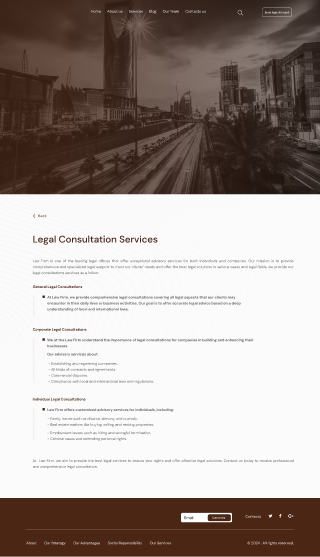 Home About us Services Blog Our Team Contacts us
Back
Legal Consultation Services
Law Firm is one of the leading legal offices that offer exceptional advisory services for both individuals and companies. Our mission is to provide
comprehensive and specialized legal support to meet our clients' needs and offer the best legal solutions in various cases and legal fields. we provide our
legal consultations services as follow:
General Legal Consultations
At Law Firm, we provide comprehensive legal consultations covering all legal aspects that our clients may
encounter in their daily lives or business activities. Our goal is to offer accurate legal advice based on a deep
understanding of local and international laws.
Corporate Legal Consultations
We at the Law Firm understand the importance of legal consultations for companies in building and enhancing their
businesses
Our advisory services about:
- Establishing and registering companies.
- All kinds of contracts and agreements
- Commercial disputes.
- Compliance with local and international laws and regulations.
Individual Legal Consultations
Law Firm offers customized advisory services for individuals, including:
- Family issues such as divorce, alimony, and custody.
- Real estate matters like buying, selling, and renting properties.
- Employment issues such as hiring and wrongful termination.
- Criminal cases and defending personal rights.
At Law Firm, we aim to provide the best legal services to ensure your rights and offer effective legal solutions. Contact us today to receive professional
and comprehensive legal consultation.
Email
Contacts
About Our Strategy Our Advantages Social Responsibility Our Services
© 2024 . All rights reserved.